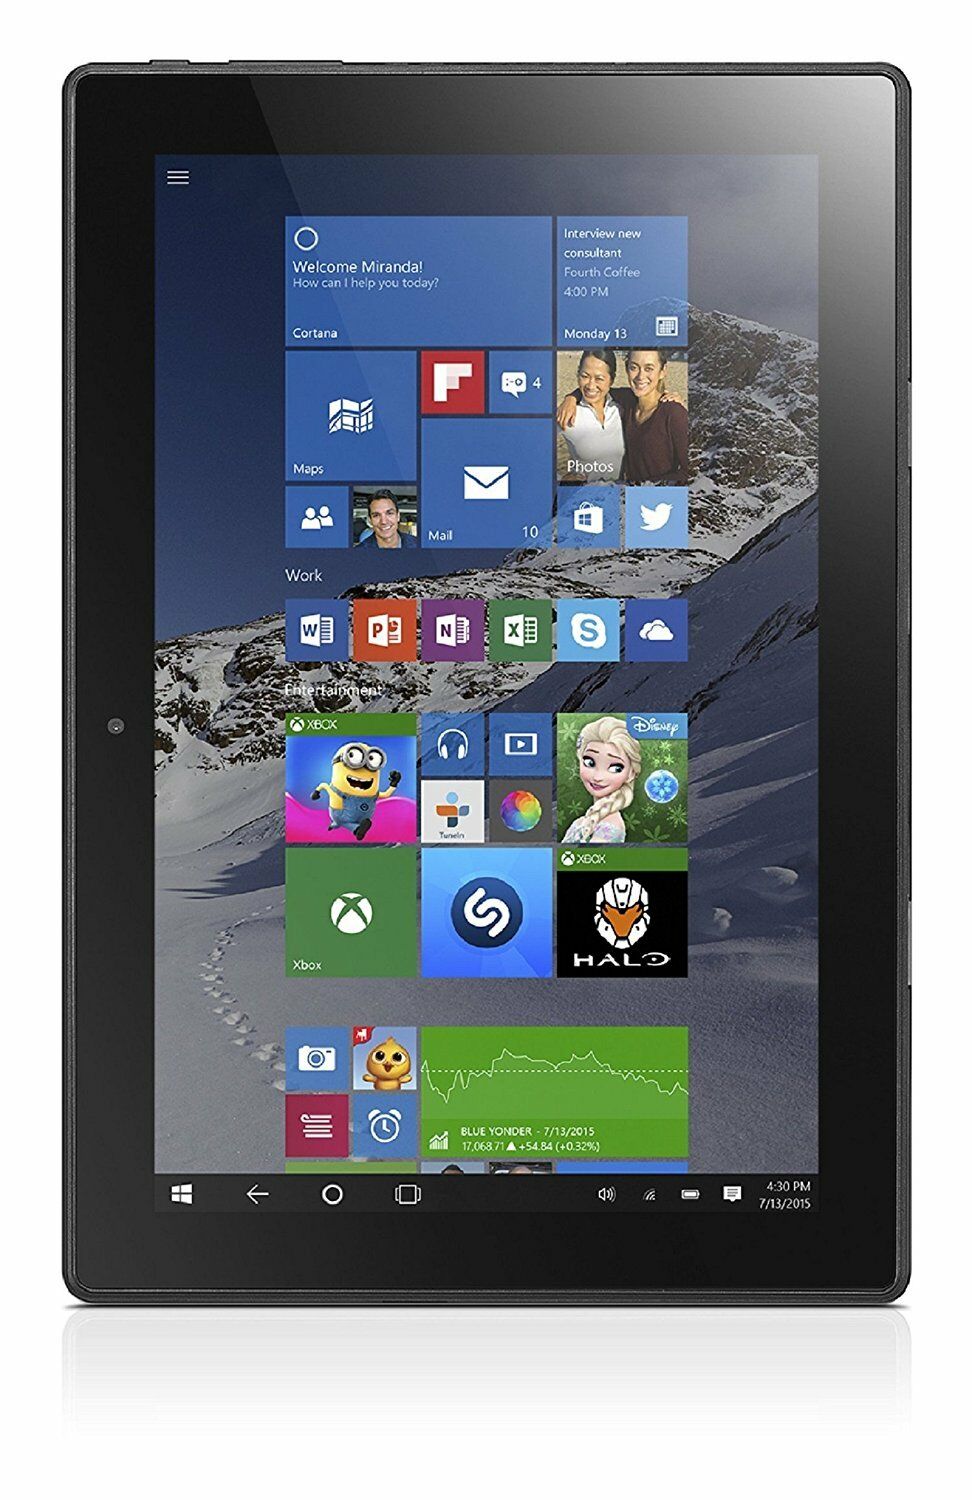 Welcome Miranda!
How can I help you today?
Cortana
Interview new
consultant
Fourth Coffee
4:00 PM
Monday 13
Maps
:-o 4
Mail 10
Photos
Work
W
P
N
X
S
Entertainment
XBOX
TuneIn
Disney
Xbox
XBOX
HALO
BLUE YONDER - 7/13/2015
17,068.71▲+54.84 (+0.32%)
4:30 PM
7/13/2015